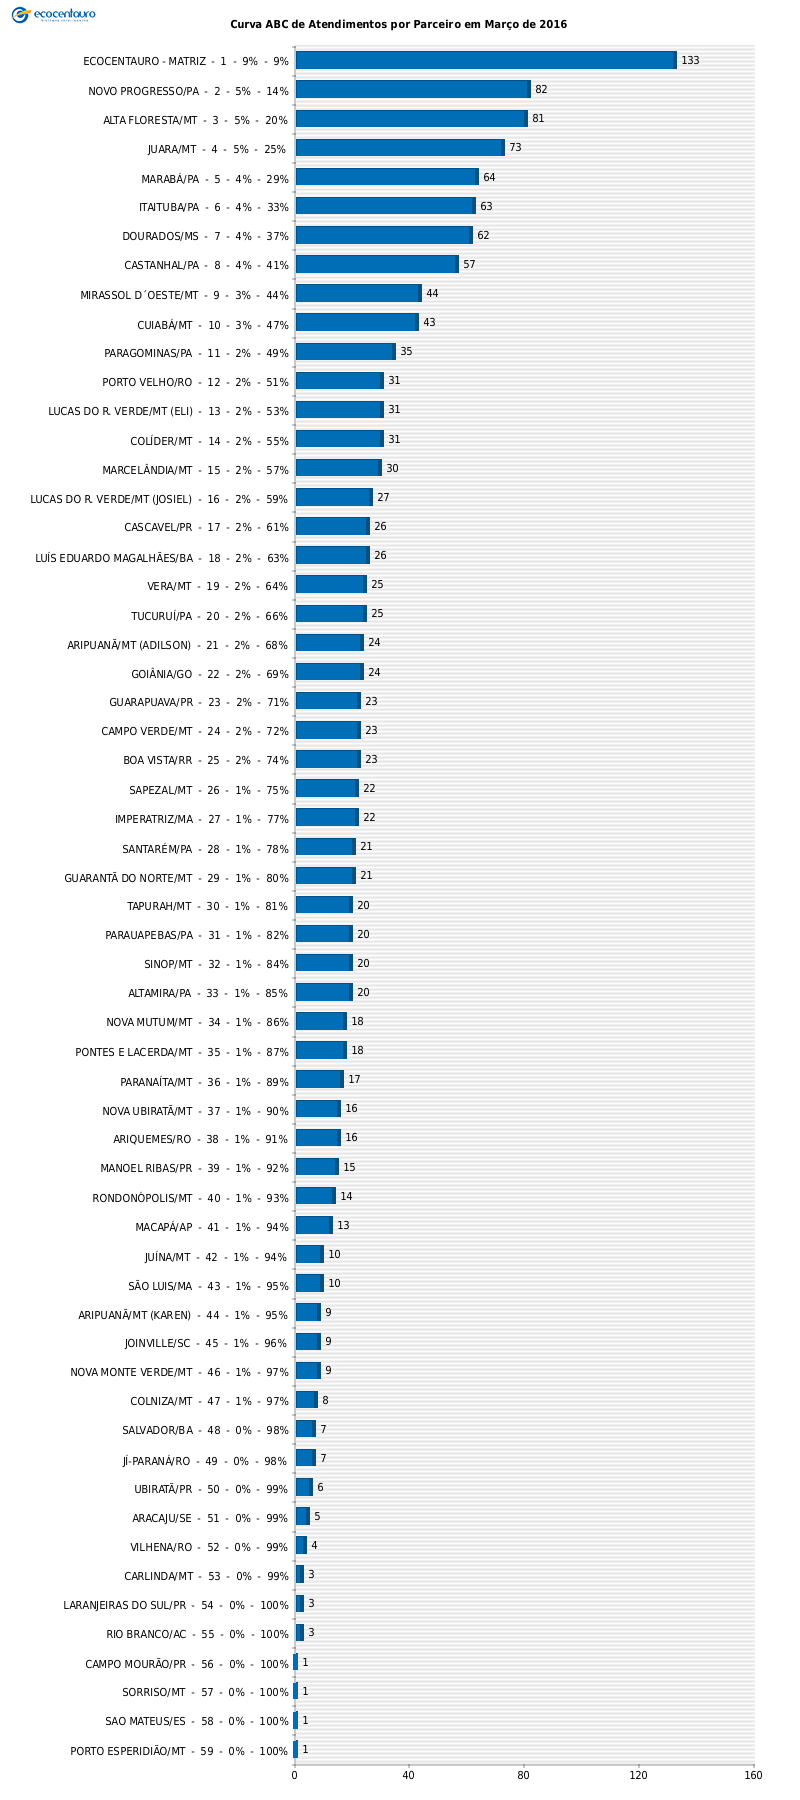 ecocentauro
Curva ABC de Atendimentos por Parceiro em Março de 2016
ECOCENTAURO - MATRIZ - 1 - 9% - 9% 133
NOVO PROGRESSO/PA - 2 - 5% - 14% 82
ALTA FLORESTA/MT - 3 - 5% - 20% 81
JUARA/MT - 4 - 5% - 25% 73
MARABÁ/PA - 5 - 4% - 29% 64
ITAITUBA/PA - 6 - 4% - 33% 63
DOURADOS/MS - 7 - 4% - 37% 62
CASTANHAL/PA - 8 - 4% - 41% 57
MIRASSOL D´OESTE/MT - 9 - 3% - 44% 44
CUIABÁ/MT - 10 - 3% - 47% 43
PARAGOMINAS/PA - 11 - 2% - 49% 35
PORTO VELHO/RO - 12 - 2% - 51% 31
LUCAS DO R. VERDE/MT (ELI) - 13 - 2% - 53% 31
COLÍDER/MT - 14 - 2% - 55% 31
MARCELÂNDIA/MT - 15 - 2% - 57% 30
LUCAS DO R. VERDE/MT (JOSIEL) - 16 - 2% - 59% 27
CASCAVEL/PR - 17 - 2% - 61% 26
LUÍS EDUARDO MAGALHÃES/BA - 18 - 2% - 63% 26
VERA/MT - 19 - 2% - 64% 25
TUCURUÍ/PA - 20 - 2% - 66% 25
ARIPUANÃ/MT (ADILSON) - 21 - 2% - 68% 24
GOIÂNIA/GO - 22 - 2% - 69% 24
GUARAPUAVA/PR - 23 - 2% - 71% 23
CAMPO VERDE/MT - 24 - 2% - 72% 23
BOA VISTA/RR - 25 - 2% - 74% 23
SAPEZAL/MT - 26 - 1% - 75% 22
IMPERATRIZ/MA - 27 - 1% - 77% 22
SANTARÉM/PA - 28 - 1% - 78% 21
GUARANTÃ DO NORTE/MT - 29 - 1% - 80% 21
TAPURAH/MT - 30 - 1% - 81% 20
PARAUAPEBAS/PA - 31 - 1% - 82% 20
SINOP/MT - 32 - 1% - 84% 20
ALTAMIRA/PA - 33 - 1% - 85% 20
NOVA MUTUM/MT - 34 - 1% - 86% 18
PONTES E LACERDA/MT - 35 - 1% - 87% 18
PARANAÍTA/MT - 36 - 1% - 89% 17
NOVA UBIRATÃ/MT - 37 - 1% - 90% 16
ARIQUEMES/RO - 38 - 1% - 91% 16
MANOEL RIBAS/PR - 39 - 1% - 92% 15
RONDONÓPOLIS/MT - 40 - 1% - 93% 14
MACAPÁ/AP - 41 - 1% - 94% 13
JUÍNA/MT - 42 - 1% - 94% 10
SÃO LUIS/MA - 43 - 1% - 95% 10
ARIPUANÃ/MT (KAREN) - 44 - 1% - 95% 9
JOINVILLE/SC - 45 - 1% - 96% 9
NOVA MONTE VERDE/MT - 46 - 1% - 97% 9
COLNIZA/MT - 47 - 1% - 97% 8
SALVADOR/BA - 48 - 0% - 98% 7
JÍ-PARANÁ/RO - 49 - 0% - 98% 7
UBIRATÃ/PR - 50 - 0% - 99% 6
ARACAJU/SE - 51 - 0% - 99% 5
VILHENA/RO - 52 - 0% - 99% 4
CARLINDA/MT - 53 - 0% - 99% 3
LARANJEIRAS DO SUL/PR - 54 - 0% - 100% 3
RIO BRANCO/AC - 55 - 0% - 100% 3
CAMPO MOURÃO/PR - 56 - 0% - 100% 1
SORRISO/MT - 57 - 0% - 100% 1
SAO MATEUS/ES - 58 - 0% - 100% 1
PORTO ESPERIDIÃO/MT - 59 - 0% - 100% 1
0 40 80 120 160